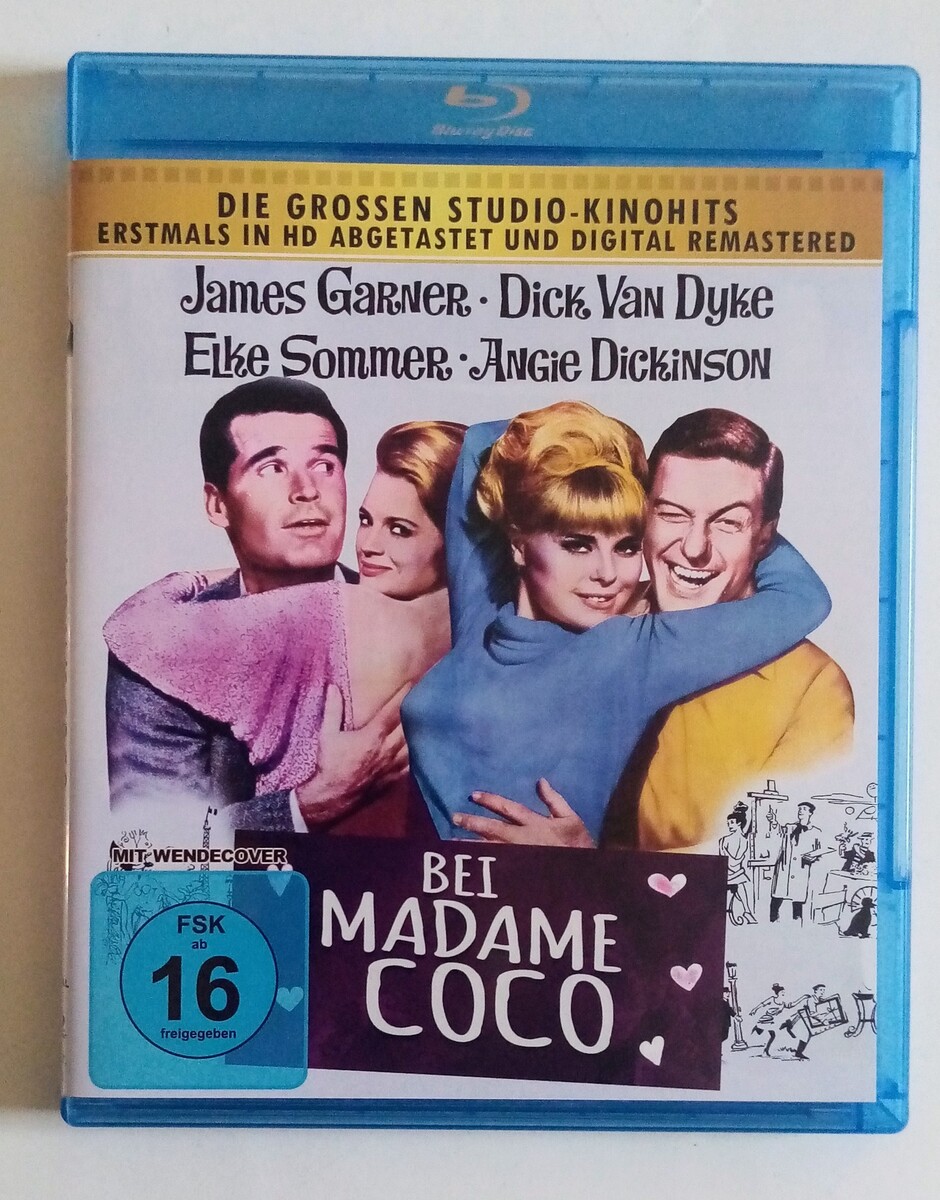 Blu-ray Disc
DIE GROSSEN STUDIO-KINOHITS
ERSTMALS IN HD ABGETASTET UND DIGITAL REMASTERED
James Garner · Dick Van Dyke
Elke Sommer · Angie Dickinson
MIT WENDECOVER
FSK
ab
16
freigegeben
BEI
MADAME
COCO